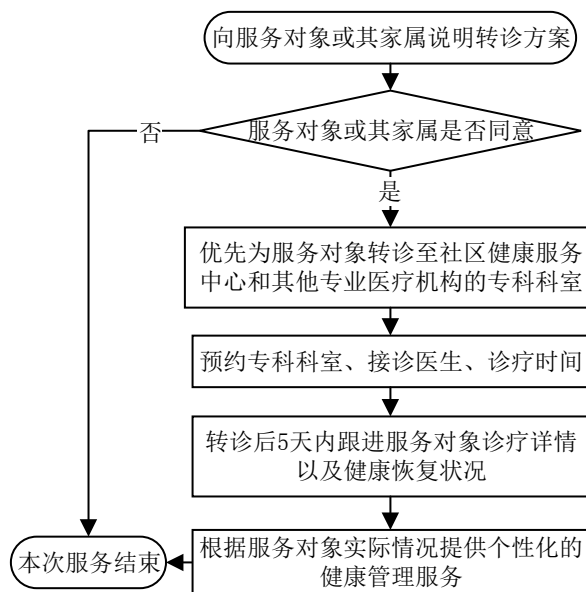 向服务对象或其家属说明转诊方案
服务对象或其家属是否同意
否
是
优先为服务对象转诊至社区健康服务
中心和其他专业医疗机构的专科科室
预约专科科室、接诊医生、诊疗时间
转诊后5天内跟进服务对象诊疗详情
以及健康恢复状况
根据服务对象实际情况提供个性化的
健康管理服务
本次服务结束